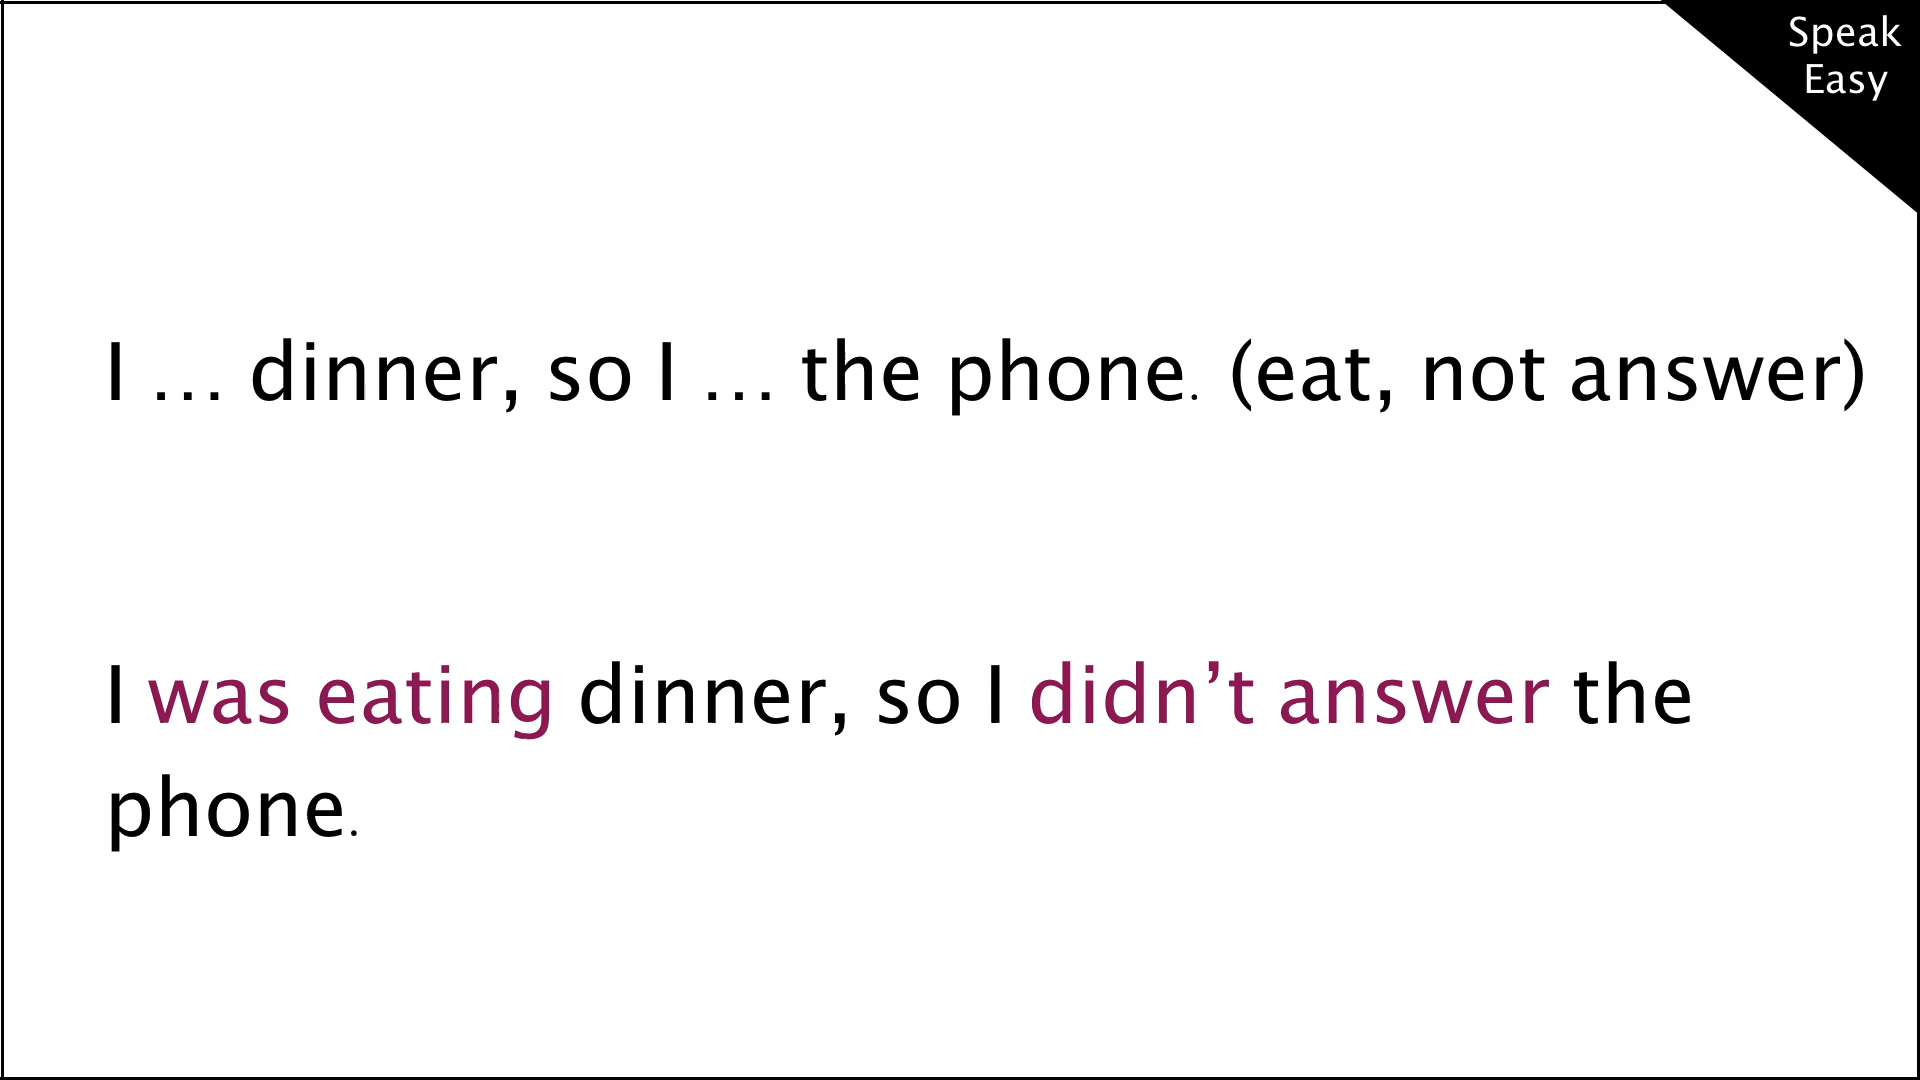 Speak
Easy
I … dinner, so I … the phone. (eat, not answer)
I was eating dinner, so I didn’t answer the
phone.